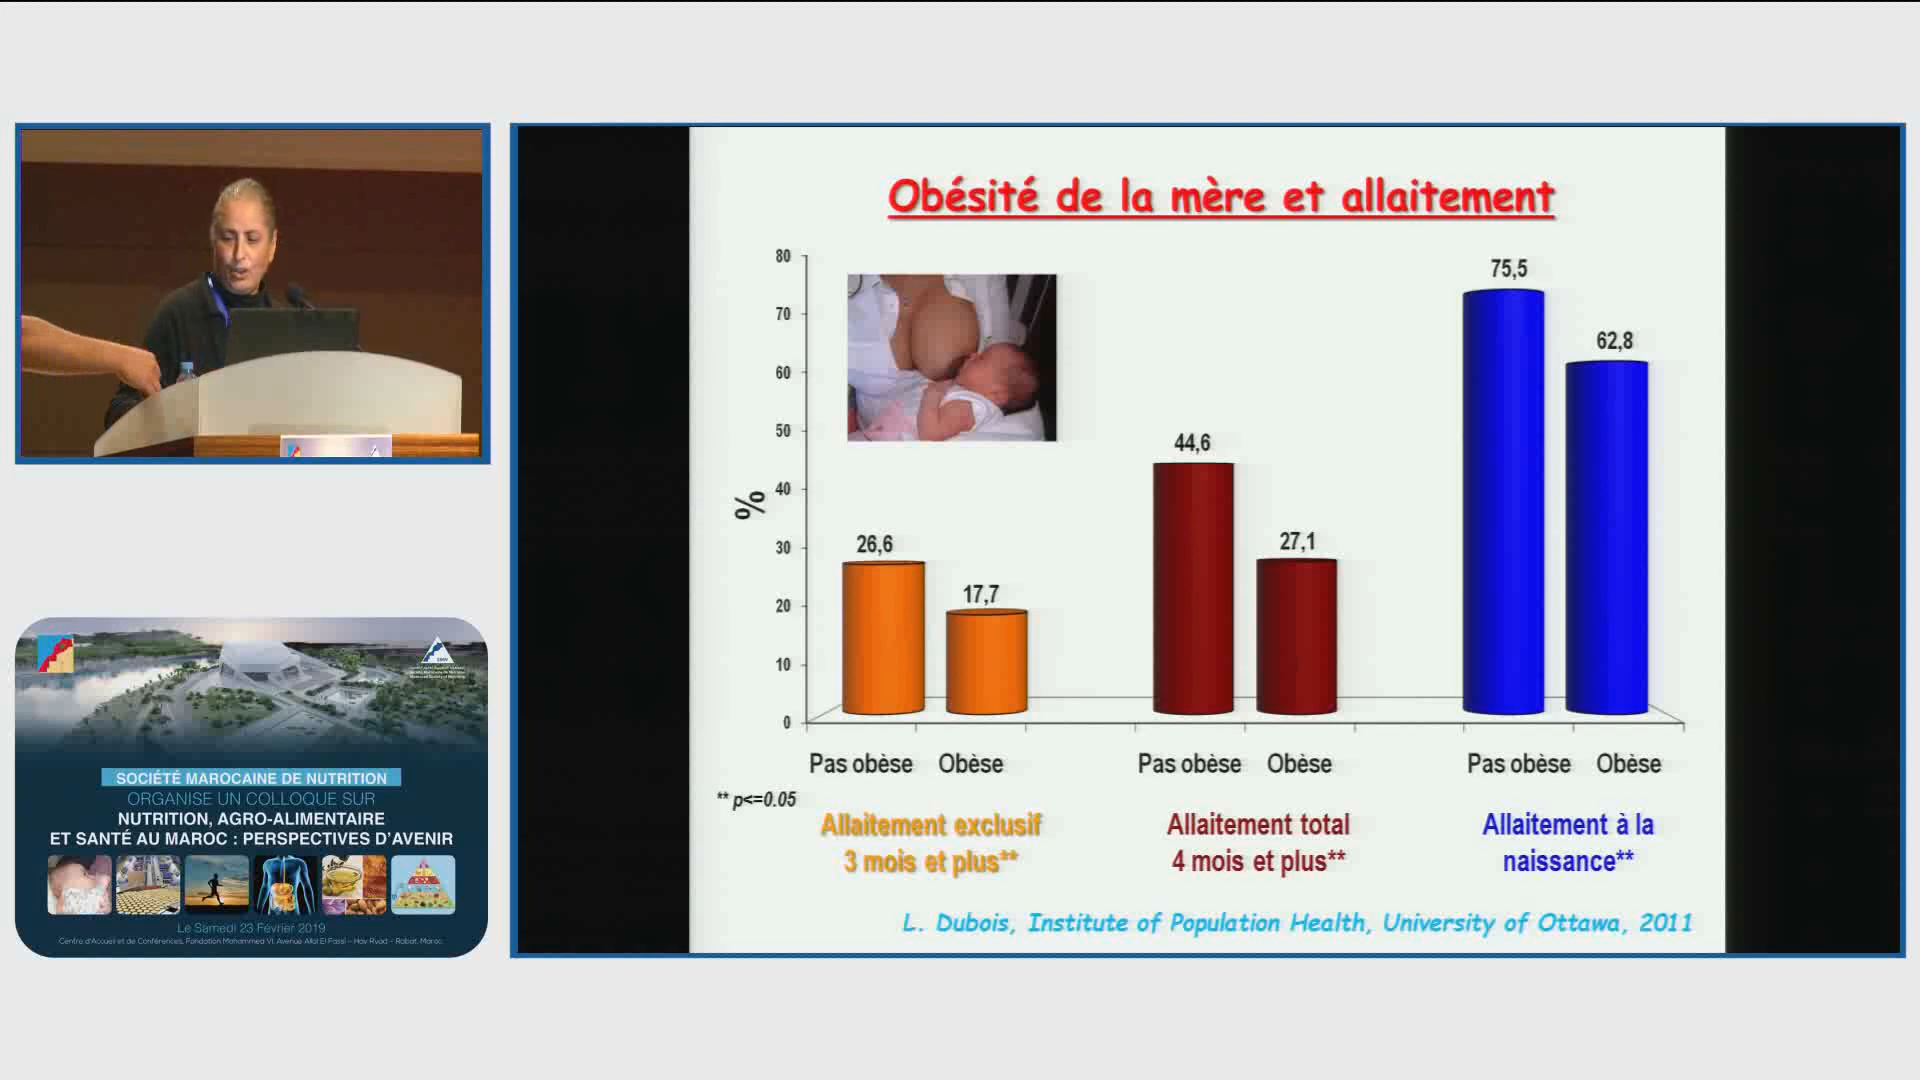 Obésité de la mère et allaitement
80
70
60
50
40
30
20
10
0
%
26,6
17,7
44,6
27,1
75,5
62,8
Pas obèse Obèse
Pas obèse Obèse
Pas obèse Obèse
** p<=0.05
Allaitement exclusif
3 mois et plus**
Allaitement total
4 mois et plus**
Allaitement à la
naissance**
L. Dubois, Institute of Population Health, University of Ottawa, 2011
SOCIÉTÉ MAROCAINE DE NUTRITION
ORGANISE UN COLLOQUE SUR
NUTRITION, AGRO-ALIMENTAIRE
ET SANTÉ AU MAROC : PERSPECTIVES D'AVENIR
Le Samedi 23 Février 2019
Centre d'Accueil et de Conférences, Fondation Mohammed VI, Avenue Allal El Fassi - Hay Ryad - Rabat, Maroc